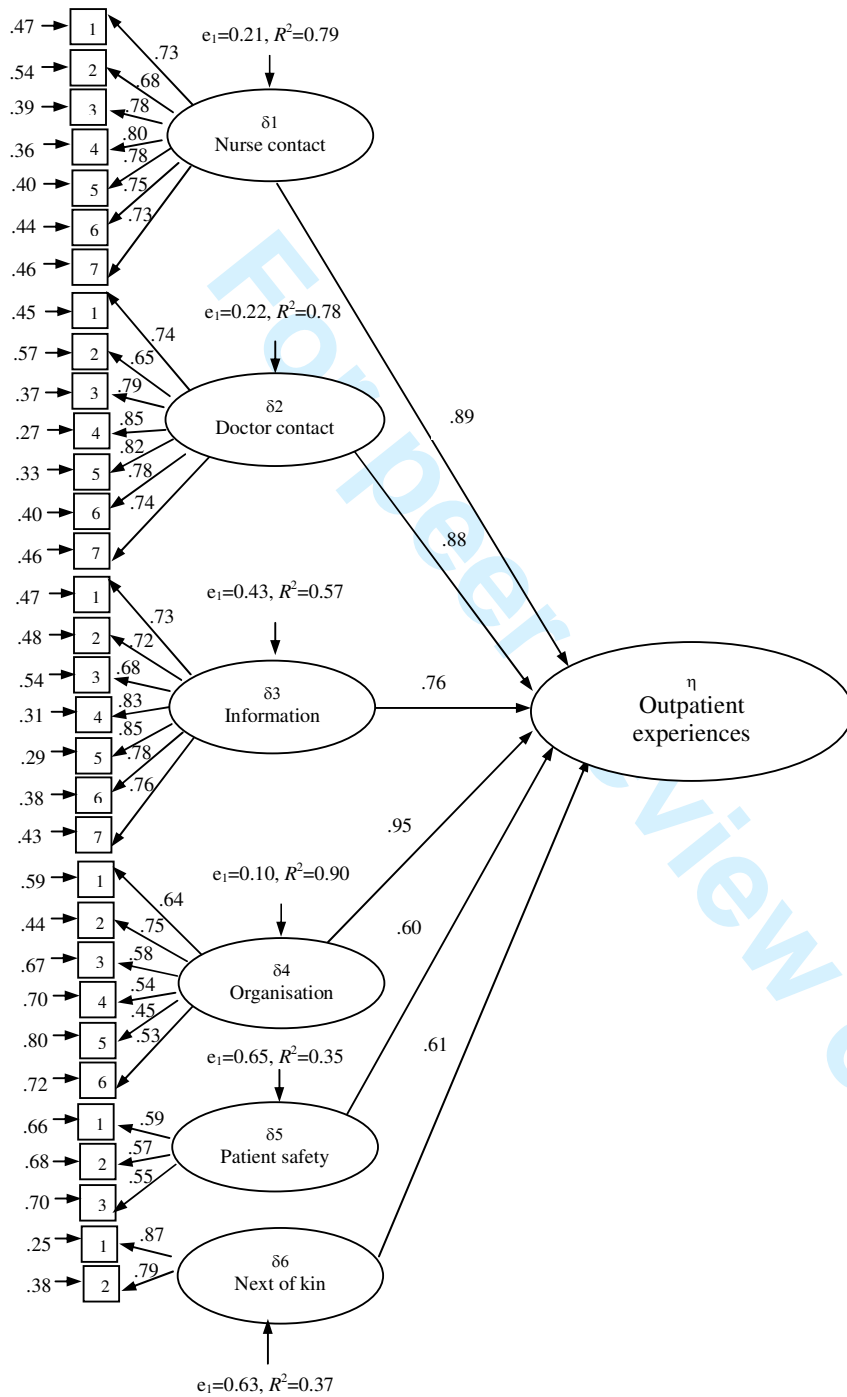 e₁=0.21, R²=0.79
.47 1 .73
.54 2 .68
.39 3 .78
.36 4 .80
.40 5 .78
.44 6 .75
.46 7 .73
δ1
Nurse contact
e₁=0.22, R²=0.78
.45 1 .74
.57 2 .65
.37 3 .79
.27 4 .85
.33 5 .82
.40 6 .78
.46 7 .74
δ2
Doctor contact
e₁=0.43, R²=0.57
.47 1 .73
.48 2 .72
.54 3 .68
.31 4 .83
.29 5 .85
.38 6 .78
.43 7 .76
δ3
Information
e₁=0.10, R²=0.90
.59 1 .64
.44 2 .75
.67 3 .58
.70 4 .54
.80 5 .45
.72 6 .53
δ4
Organisation
e₁=0.65, R²=0.35
.66 1 .59
.68 2 .57
.70 3 .55
δ5
Patient safety
.25 1 .87
.38 2 .79
δ6
Next of kin
e₁=0.63, R²=0.37
.89
.88
.76
.95
.60
.61
η
Outpatient
experiences
For peer review